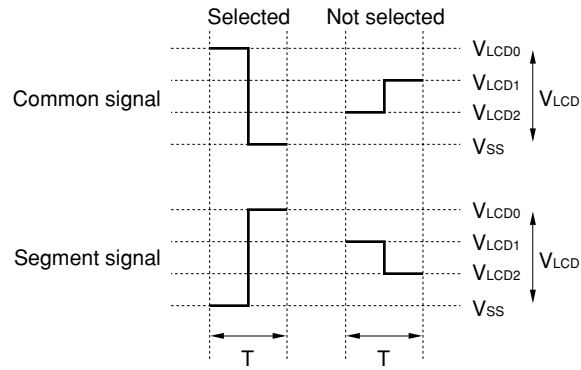 Selected Not selected
VLCD0
VLCD1
Common signal VLCD
VLCD2
VSS
VLCD0
VLCD1
Segment signal VLCD
VLCD2
VSS
T T